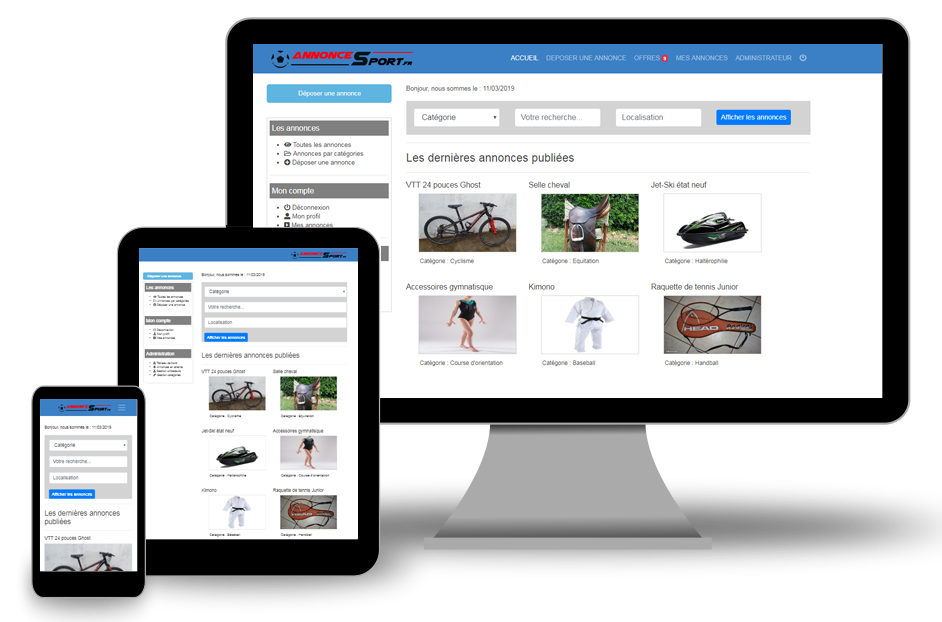 ANNONCE SPORT.FR
ACCUEIL DEPOSER UNE ANNONCE OFFRES 9 MES ANNONCES ADMINISTRATEUR
Déposer une annonce
Les annonces
Toutes les annonces
Annonces par catégories
Déposer une annonce
Mon compte
Déconnexion
Mon profil
Mes annonces
Bonjour, nous sommes le : 11/03/2019
Catégorie Votre recherche... Localisation Afficher les annonces
Les dernières annonces publiées
VTT 24 pouces Ghost Selle cheval Jet-Ski état neuf
Catégorie : Cyclisme Catégorie : Equitation Catégorie : Haltérophilie
Accessoires gymnatisque Kimono Raquette de tennis Junior
HEAD
Catégorie : Course d'orientation Catégorie : Baseball Catégorie : Handball
ANNONCE SPORT.FR
Déposer une annonce
Les annonces
Toutes les annonces
Annonces par catégories
Déposer une annonce
Mon compte
Déconnexion
Mon profil
Mes annonces
Administration
Bonjour, nous sommes le : 11/03/2019
Catégorie
Votre recherche...
Localisation
Afficher les annonces
Les dernières annonces publiées
VTT 24 pouces Ghost Selle cheval
Catégorie : Cyclisme Catégorie : Equitation
Jet-Ski état neuf Accessoires gymnatisque
Catégorie : Haltérophilie Catégorie : Course d'orientation
Kimono Raquette de tennis Junior
HEAD
Catégorie : Baseball Catégorie : Handball
ANNONCE SPORT.FR
Bonjour, nous sommes le : 11/03/2019
Catégorie
Votre recherche...
Localisation
Afficher les annonces
Les dernières annonces
publiées
VTT 24 pouces Ghost